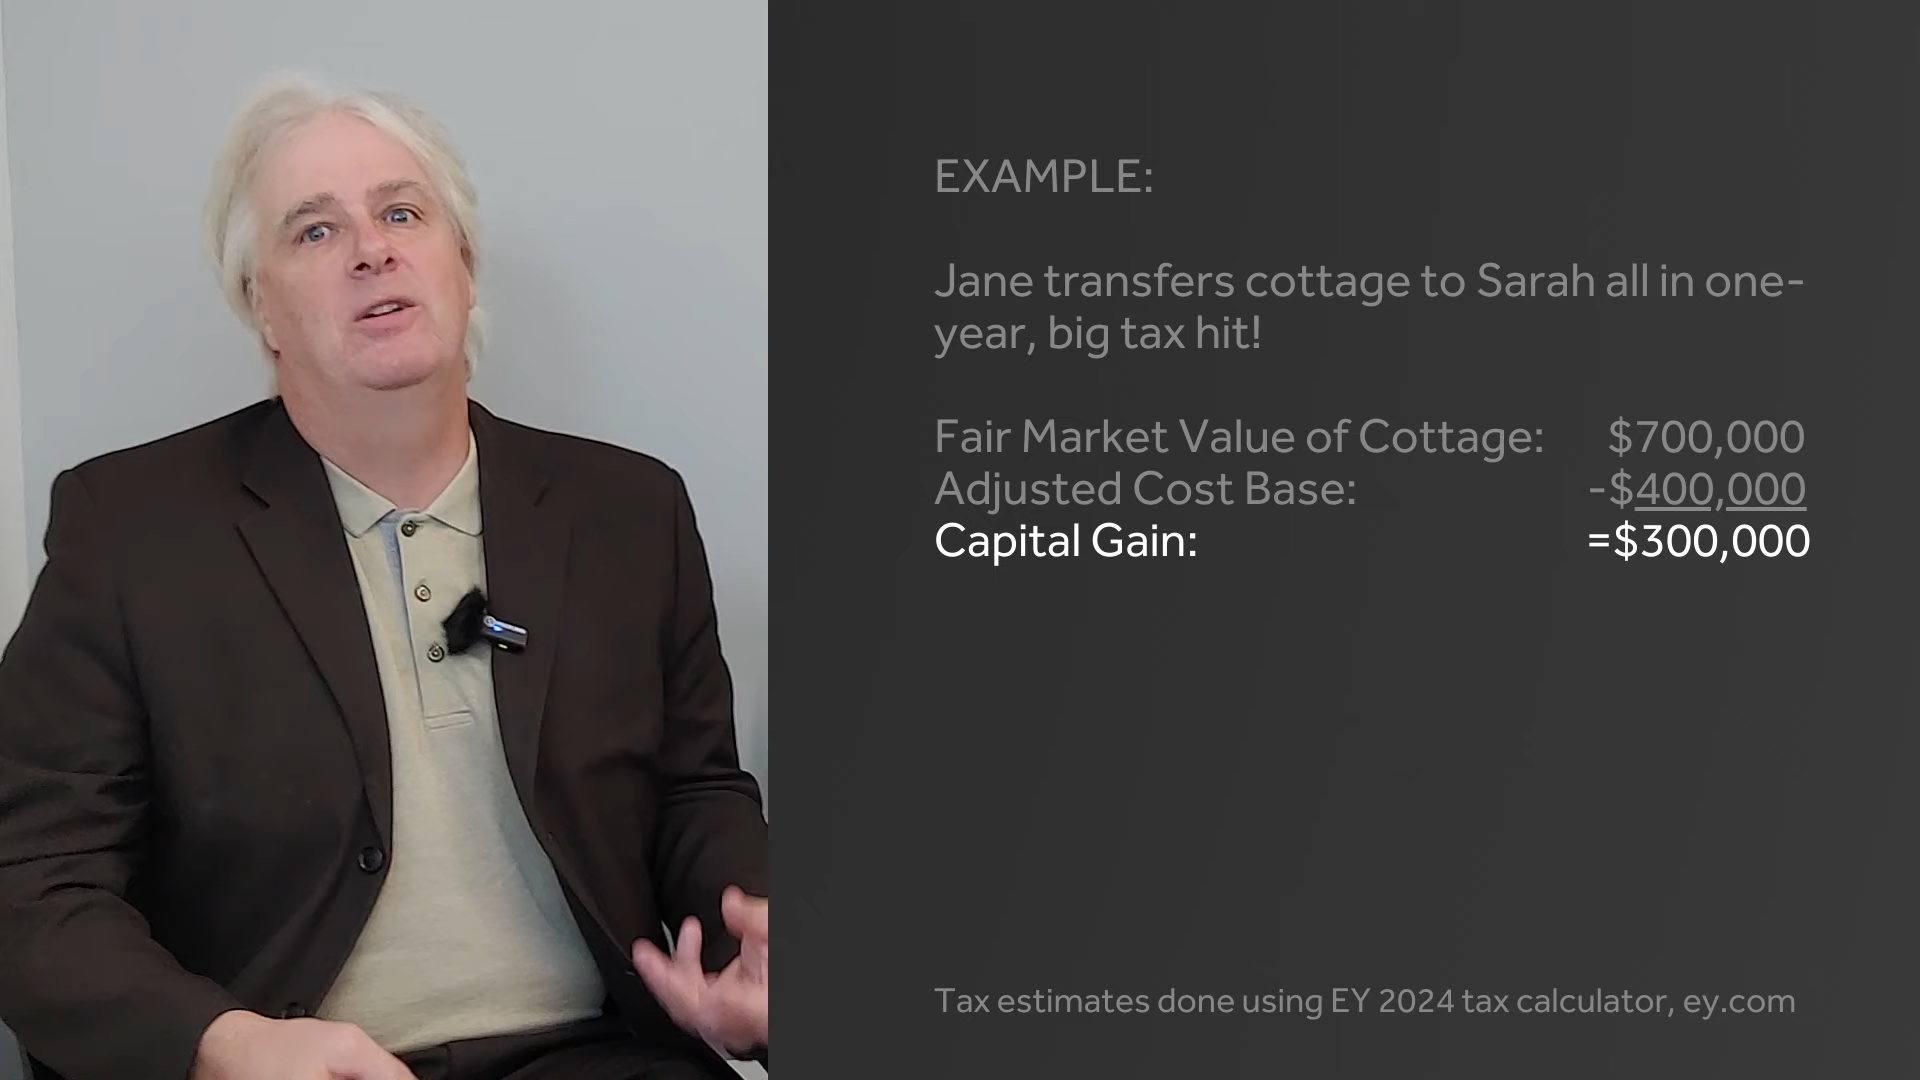 EXAMPLE:
Jane transfers cottage to Sarah all in one-
year, big tax hit!
Fair Market Value of Cottage: $700,000
Adjusted Cost Base: -$400,000
Capital Gain: =$300,000
Tax estimates done using EY 2024 tax calculator, ey.com